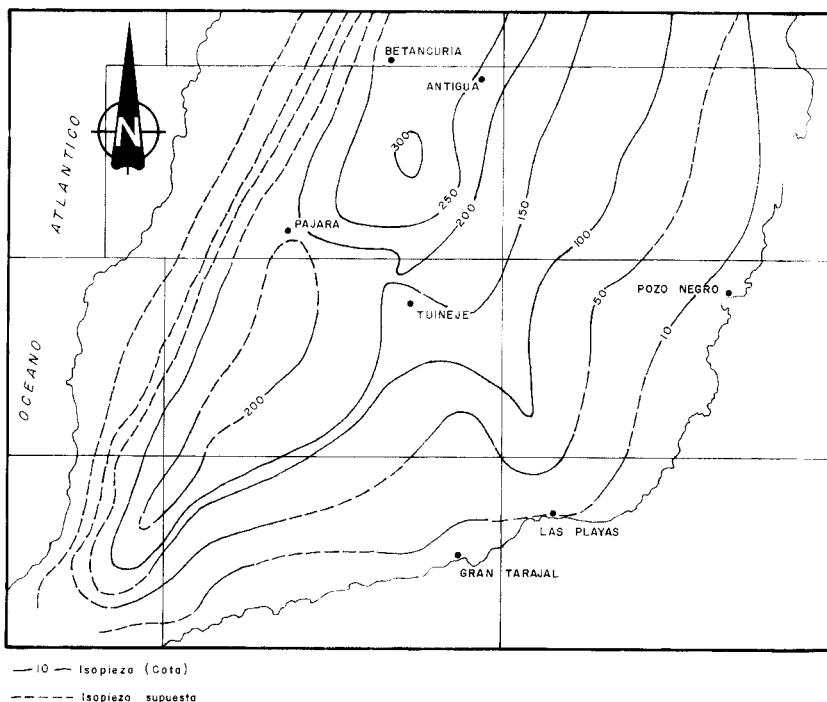 BETANCURIA
ANTIGUA
N
ATLANTICO
300
250
200
150
PAJARA
100
POZO NEGRO
50
TUINEJE
10
OCEANO
200
LAS PLAYAS
GRAN TARAJAL
10 Isopieza (Cota)
Isopieza supuesta